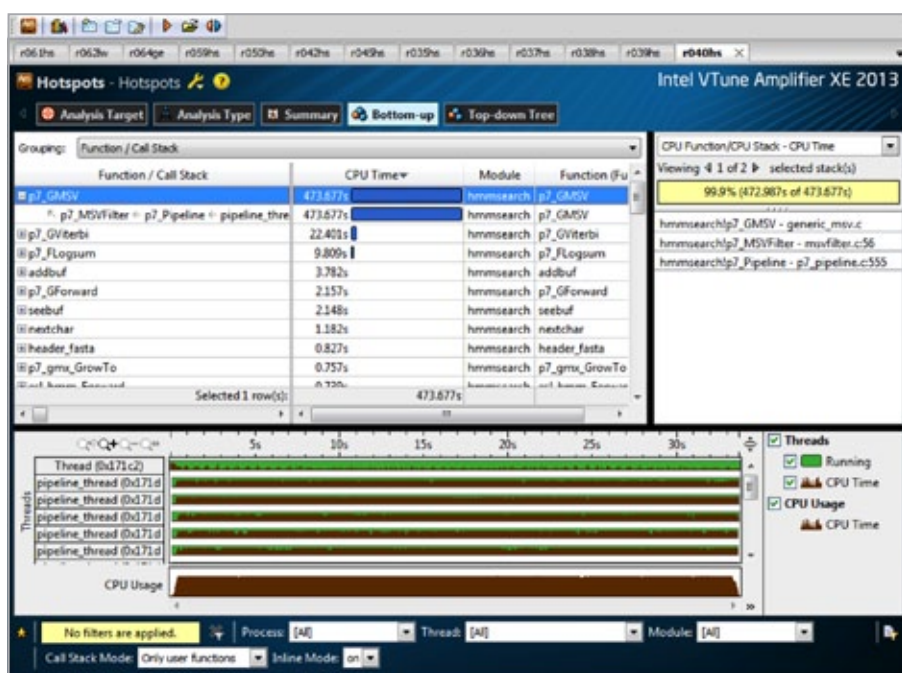 r061hs r062lw r064ge r059hs r050hs r042hs r045hs r035hs r036hs r037hs r038hs r039hs r040hs
Hotspots - Hotspots
Intel VTune Amplifier XE 2013
Analysis Target Analysis Type Summary Bottom-up Top-down Tree
Grouping: Function / Call Stack
CPU Function/CPU Stack - CPU Time
Function / Call Stack CPU Time Module Function (Fu
Viewing 1 of 2 selected stack(s)
99.9% (472.987s of 473.677s)
p7_GMSV 473.677s hmmsearch p7_GMSV
p7_MSVFilter p7_Pipeline pipeline_thre 473.677s hmmsearch p7_GMSV
p7_GViterbi 22.401s hmmsearch p7_GViterbi
p7_FLogsum 9.809s hmmsearch p7_FLogsum
addbuf 3.782s hmmsearch addbuf
p7_GForward 2.157s hmmsearch p7_GForward
seebuf 2.148s hmmsearch seebuf
nextchar 1.182s hmmsearch nextchar
header_fasta 0.827s hmmsearch header_fasta
p7_gmx_GrowTo 0.757s hmmsearch p7_gmx_GrowTo
Selected 1 row(s): 473.677s
hmmsearch!p7_GMSV - generic_msv.c
hmmsearch!p7_MSVFilter - msvfilter.c:56
hmmsearch!p7_Pipeline - p7_pipeline.c:555
5s 10s 15s 20s 25s 30s
Threads
Thread (0x171c2)
pipeline_thread (0x171d
pipeline_thread (0x171d
pipeline_thread (0x171d
pipeline_thread (0x171d
pipeline_thread (0x171d
CPU Usage
Threads
Running
CPU Time
CPU Usage
CPU Time
No filters are applied. Process: [All] Thread: [All] Module: [All]
Call Stack Mode: Only user functions Inline Mode: on